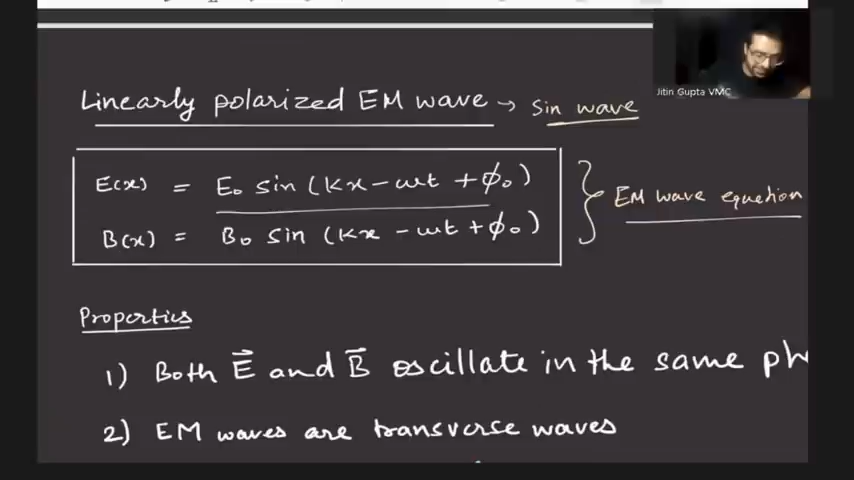 Linearly polarized EM wave → sin wave
E(x) = E₀ sin (kx - ωt + ϕ₀)
B(x) = B₀ sin (kx - ωt + ϕ₀)
EM wave equation
Jitin Gupta VMC
Properties
1) Both E⃗ and B⃗ oscillate in the same ph
2) EM waves are transverse waves